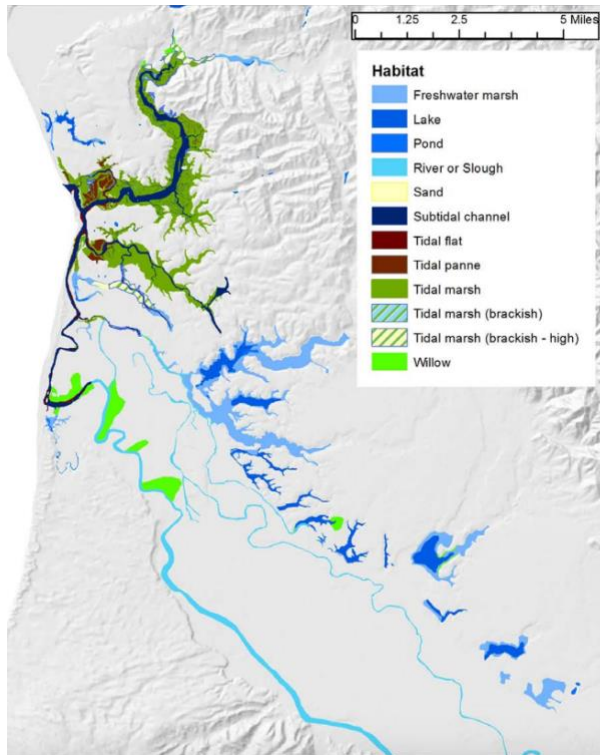 0 1.25 2.5 5 Miles
Habitat
Freshwater marsh
Lake
Pond
River or Slough
Sand
Subtidal channel
Tidal flat
Tidal panne
Tidal marsh
Tidal marsh (brackish)
Tidal marsh (brackish - high)
Willow